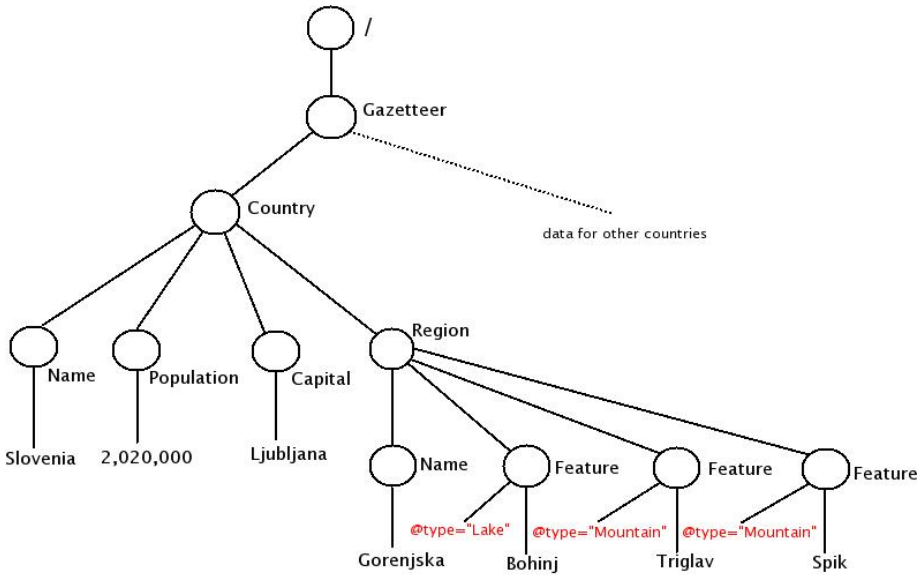 /
Gazetteer
Country
data for other countries
Region
Name
Population
Capital
Slovenia
2,020,000
Ljubljana
Name
Feature
Feature
Feature
@type="Lake"
@type="Mountain"
@type="Mountain"
Gorenjska
Bohinj
Triglav
Spik